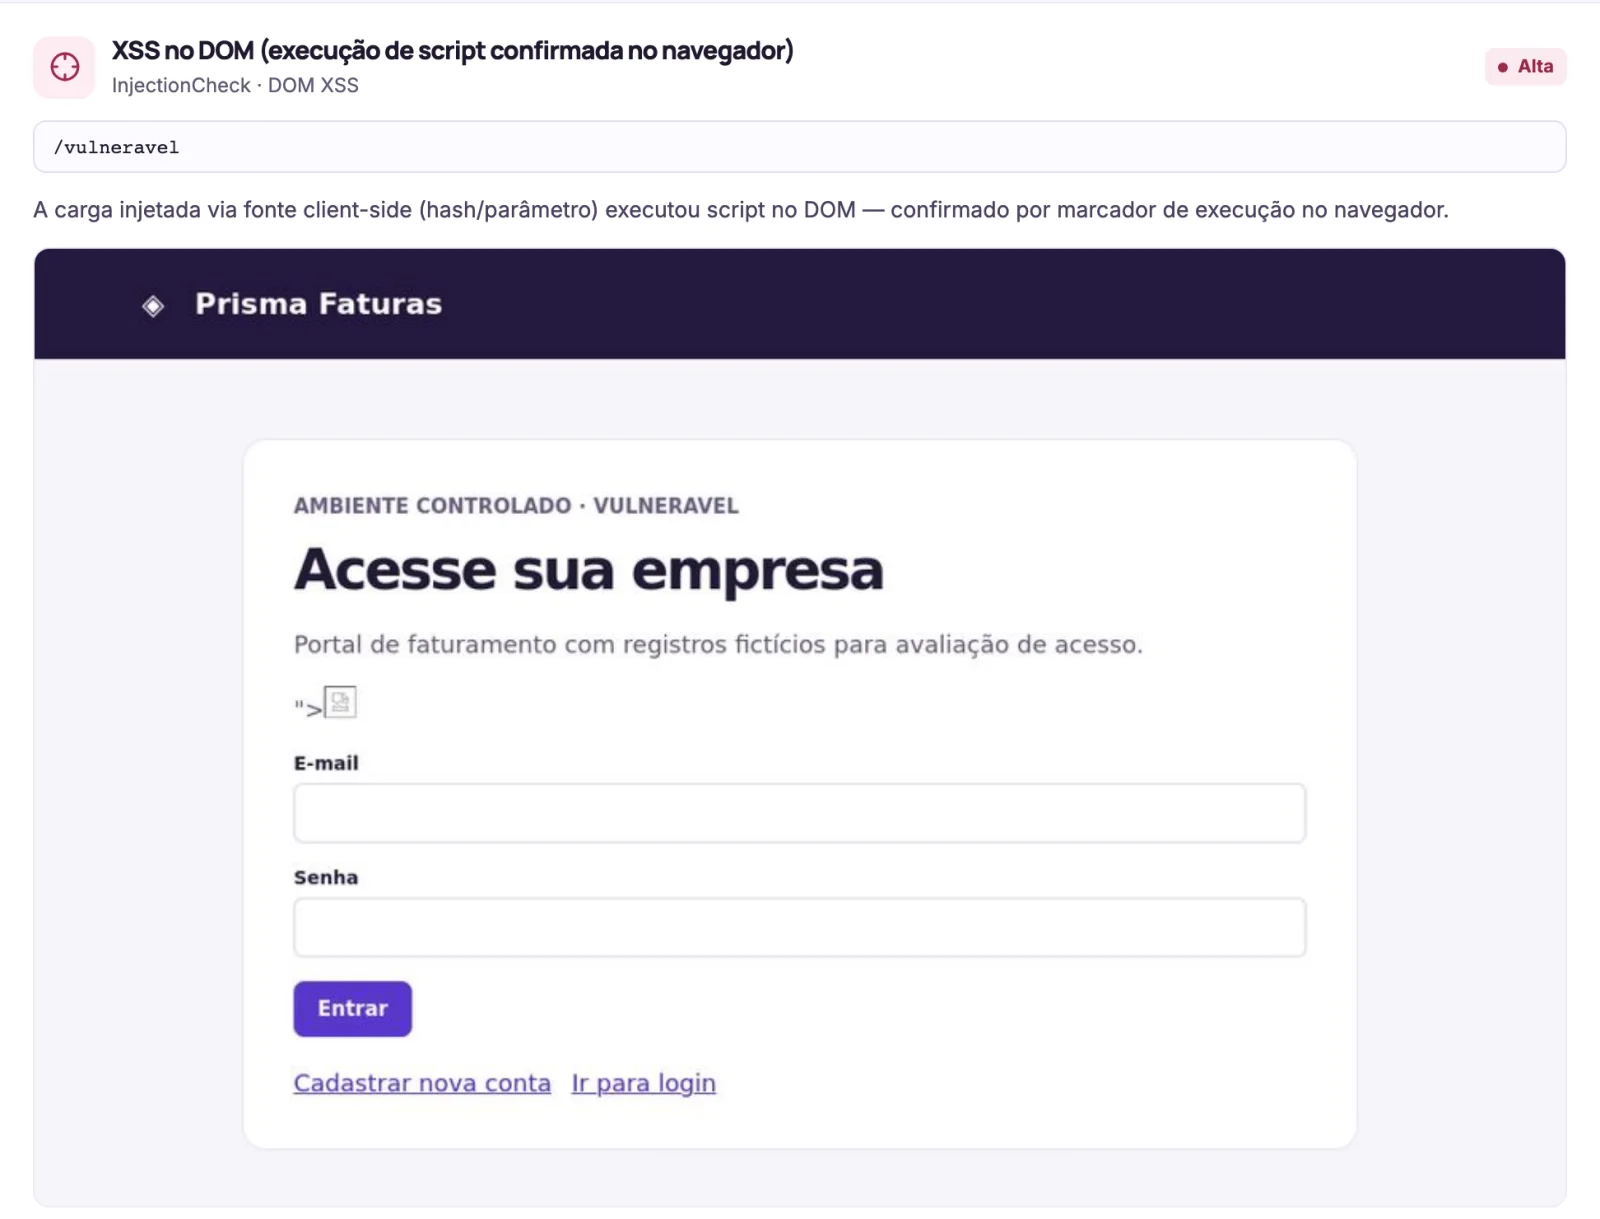 XSS no DOM (execução de script confirmada no navegador)
InjectionCheck · DOM XSS
Alta
/vulneravel
A carga injetada via fonte client-side (hash/parâmetro) executou script no DOM — confirmado por marcador de execução no navegador.
Prisma Faturas
AMBIENTE CONTROLADO · VULNERAVEL
Acesse sua empresa
Portal de faturamento com registros fictícios para avaliação de acesso.
">
E-mail
Senha
Entrar
Cadastrar nova conta Ir para login